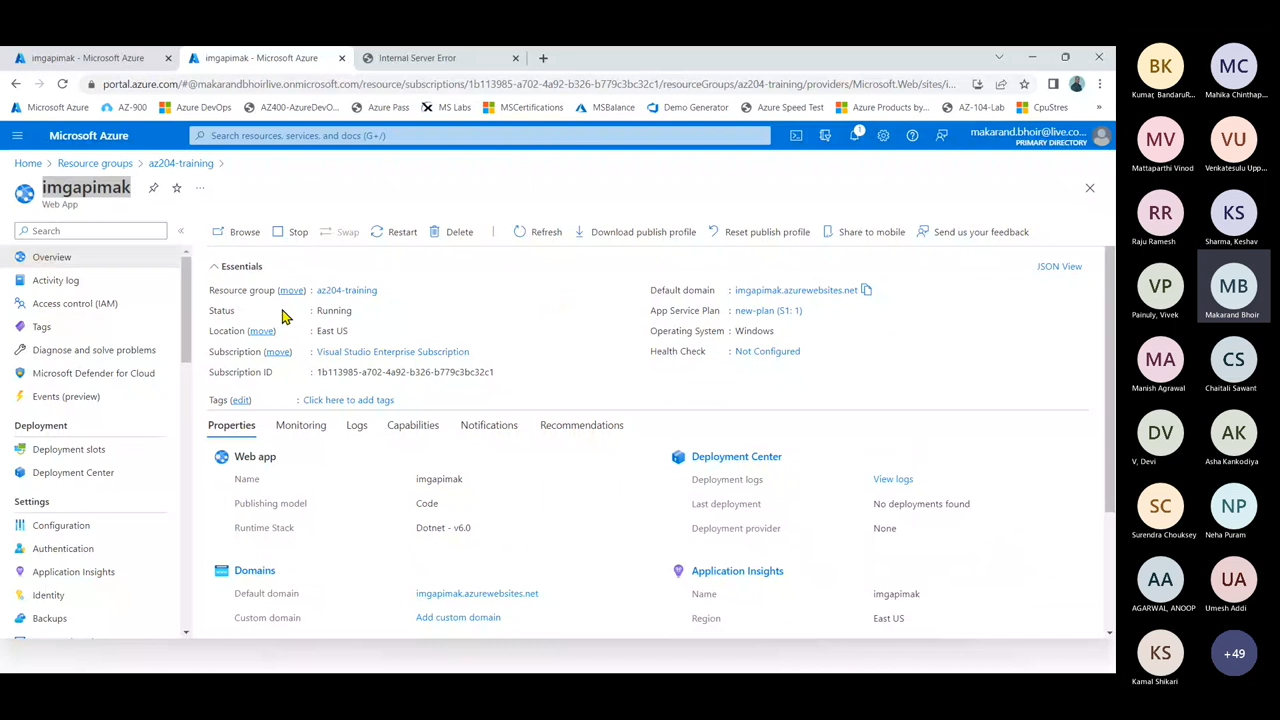 imgapimak - Microsoft Azure
imgapimak - Microsoft Azure
Internal Server Error
portal.azure.com/#@makarandbhoirlive.onmicrosoft.com/resource/subscriptions/1b113985-a702-4a92-b326-b779c3bc32c1/resourceGroups/az204-training/providers/Microsoft.Web/sites/i...
Microsoft Azure
AZ-900
Azure DevOps
AZ400-AzureDevO...
Azure Pass
MS Labs
MSCertifications
MSBalance
Demo Generator
Azure Speed Test
Azure Products by...
AZ-104-Lab
CpuStres
»
Microsoft Azure
Search resources, services, and docs (G+/)
1
makarand.bhoir@live.co...
PRIMARY DIRECTORY
Home > Resource groups > az204-training >
imgapimak
...
Web App
Search
«
Overview
Activity log
Access control (IAM)
Tags
Diagnose and solve problems
Microsoft Defender for Cloud
Events (preview)
Deployment
Deployment slots
Deployment Center
Settings
Configuration
Authentication
Application Insights
Identity
Backups
Browse
Stop
Swap
Restart
Delete
Refresh
Download publish profile
Reset publish profile
Share to mobile
Send us your feedback
Essentials
JSON View
Resource group (move) : az204-training
Status : Running
Location (move) : East US
Subscription (move) : Visual Studio Enterprise Subscription
Subscription ID : 1b113985-a702-4a92-b326-b779c3bc32c1
Default domain : imgapimak.azurewebsites.net
App Service Plan : new-plan (S1: 1)
Operating System : Windows
Health Check : Not Configured
Tags (edit) : Click here to add tags
Properties
Monitoring
Logs
Capabilities
Notifications
Recommendations
Web app
Name imgapimak
Publishing model Code
Runtime Stack Dotnet - v6.0
Domains
Default domain imgapimak.azurewebsites.net
Custom domain Add custom domain
Deployment Center
Deployment logs View logs
Last deployment No deployments found
Deployment provider None
Application Insights
Name imgapimak
Region East US
BK
Kumar, BandaruR...
MC
Mahika Chinthap...
MV
Mattaparthi Vinod
VU
Venkatesulu Upp...
RR
Raju Ramesh
KS
Sharma, Keshav
VP
Painuly, Vivek
MB
Makarand Bhoir
MA
Manish Agrawal
CS
Chaitali Sawant
DV
V, Devi
AK
Asha Kankodiya
SC
Surendra Chouksey
NP
Neha Puram
AA
AGARWAL, ANOOP
UA
Umesh Addi
KS
Kamal Shikari
+49